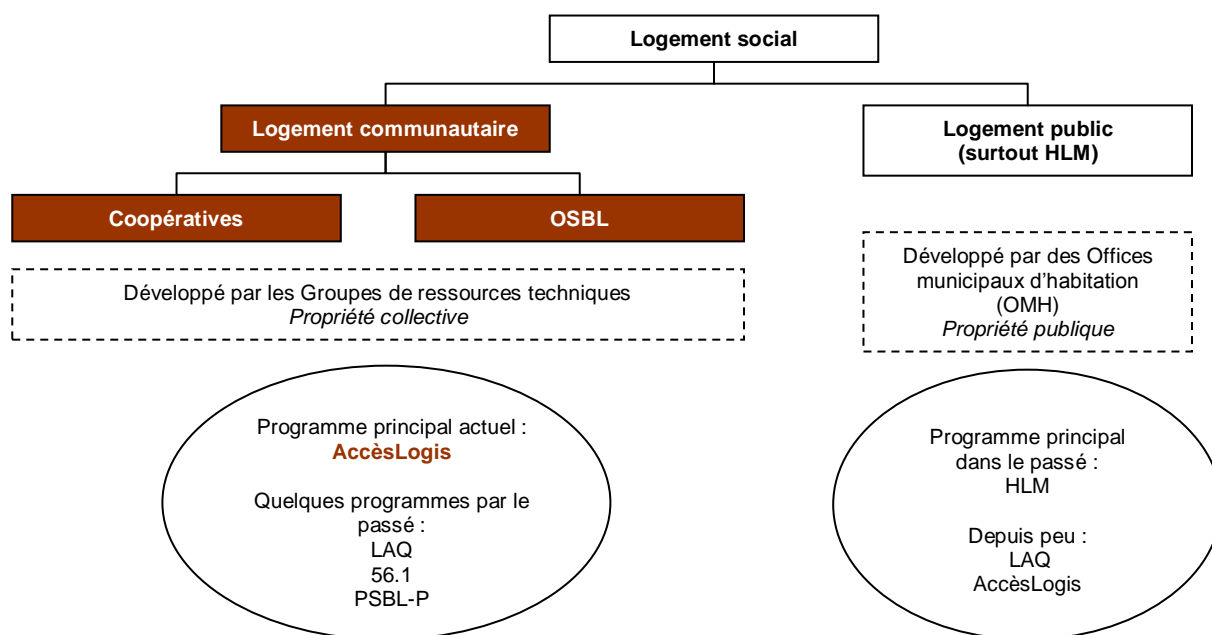 Logement social
Logement communautaire
Logement public
(surtout HLM)
Coopératives
OSBL
Développé par les Groupes de ressources techniques
Propriété collective
Développé par des Offices
municipaux d'habitation
(OMH)
Propriété publique
Programme principal actuel :
AccèsLogis
Quelques programmes par le
passé :
LAQ
56.1
PSBL-P
Programme principal
dans le passé :
HLM
Depuis peu :
LAQ
AccèsLogis